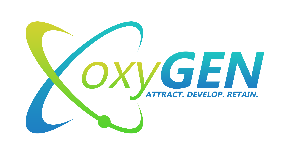 oxyGEN
ATTRACT. DEVELOP. RETAIN.